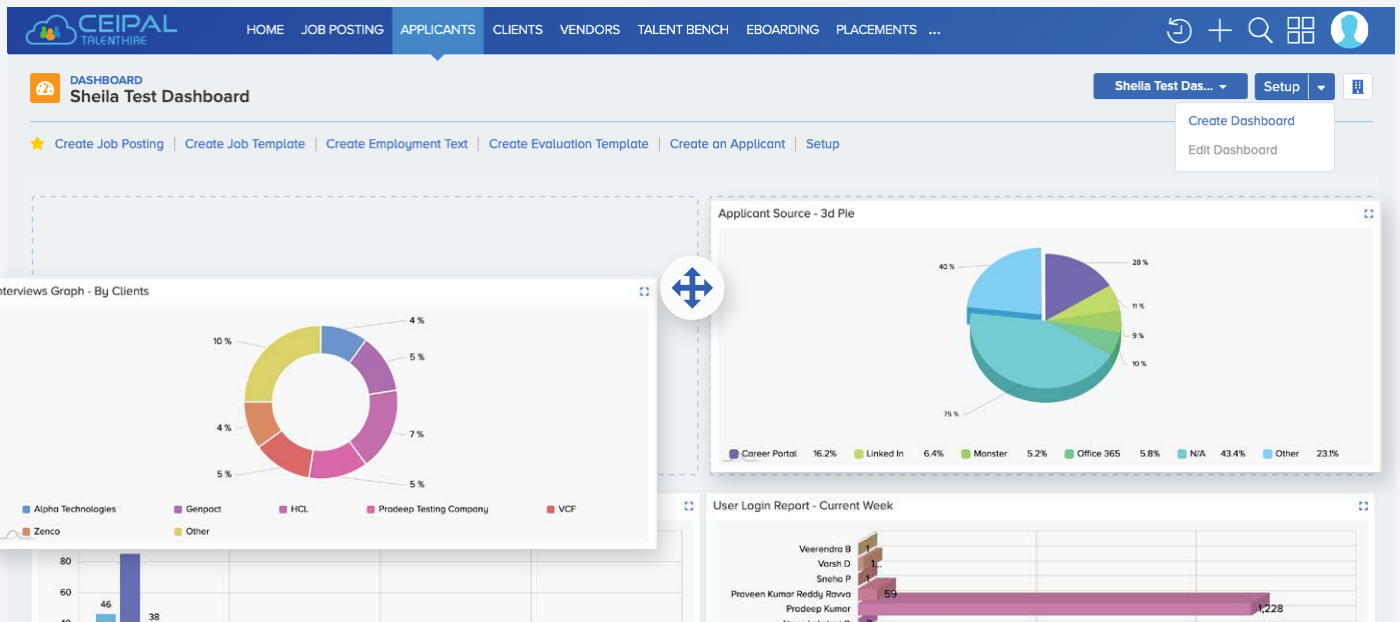 CEIPAL
TALENTHIRE
HOME JOB POSTING APPLICANTS CLIENTS VENDORS TALENT BENCH EBOARDING PLACEMENTS ...
DASHBOARD
Sheila Test Dashboard
Sheila Test Das... Setup
Create Dashboard
Edit Dashboard
Create Job Posting | Create Job Template | Create Employment Text | Create Evaluation Template | Create an Applicant | Setup
Applicant Source - 3d Pie
40 %
28 %
11 %
9 %
10 %
75 %
Career Portal 16.2% Linked In 6.4% Monster 5.2% Office 365 5.8% N/A 43.4% Other 23.1%
nterviews Graph - By Clients
4 %
10 %
5 %
4 %
7 %
5 %
5 %
Alpha Technologies Genpact HCL Pradeep Testing Company VCF
Zenco Other
80
60
46
38
User Login Report - Current Week
Veerendra B 1
Varsh D 1...
Sneha P 1
Praveen Kumar Reddy Ravva 59
Pradeep Kumar 1,228